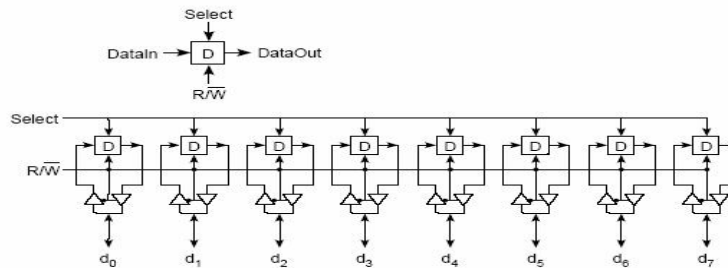 Select
DataIn D DataOut
R/W̅
Select
D D D D D D D D
R/W̅
d₀ d₁ d₂ d₃ d₄ d₅ d₆ d₇